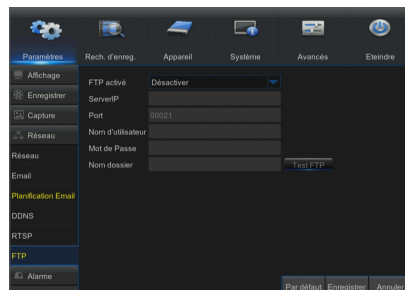 Paramètres Rech. d'enreg. Appareil Système Avancés Eteindre
Affichage
Enregistrer
Capture
Réseau
Réseau
Email
Planification Email
DDNS
RTSP
FTP
Alarme
FTP activé Désactiver
ServerIP
Port 00021
Nom d'utilisateur
Mot de Passe
Nom dossier Test FTP
Par défaut Enregistrer Annuler